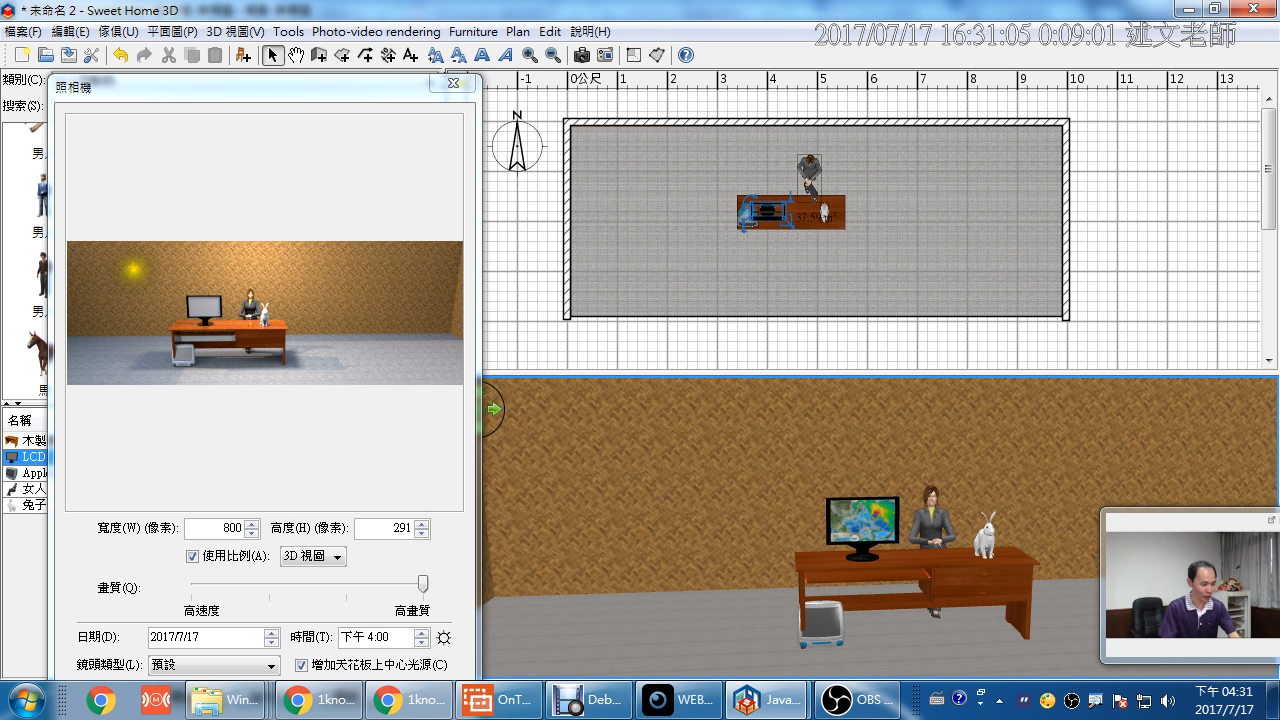 * 未命名 2 - Sweet Home 3D
檔案(F) 編輯(E) 傢俱(U) 平面圖(P) 3D 視圖(V) Tools Photo-video rendering Furniture Plan Edit 說明(H)
2017/07/17 16:31:05 0:09:01 述文老師
類別(C):
搜索(S):
照相機
-1 0公尺 1 2 3 4 5 6 7 8 9 10 11 12 13
N
男
男
男
馬
名稱
木製
LCD
Appl
女人
兔子
寬度(W) (像素): 800 高度(H) (像素): 291
使用比例(A): 3D 視圖
畫質(Q):
高速度 高畫質
日期(D): 2017/7/17 時間(T): 下午 4:00
鏡頭類型(L): 預設 增加天花板上中心光源(C)
Win... 1kno... 1kno... OnT... Deb... WEB... Java... OBS ...
下午 04:31
2017/7/17